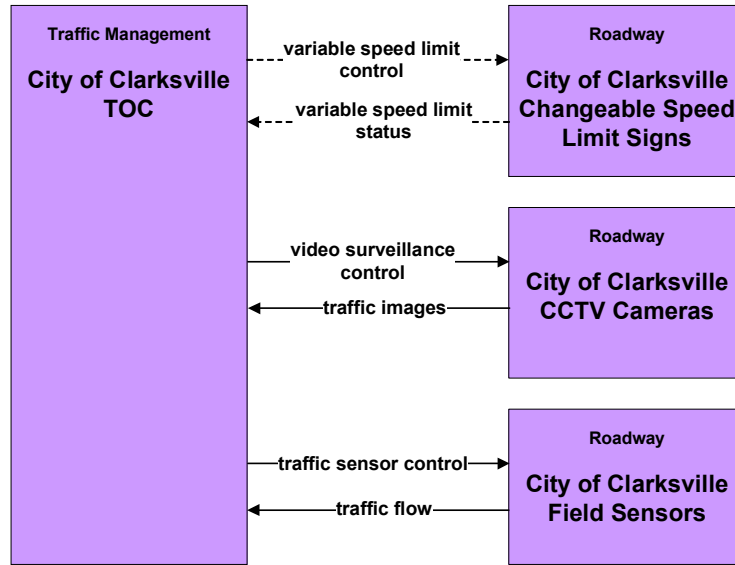 Traffic Management
City of Clarksville
TOC
variable speed limit
control
variable speed limit
status
Roadway
City of Clarksville
Changeable Speed
Limit Signs
video surveillance
control
traffic images
Roadway
City of Clarksville
CCTV Cameras
traffic sensor control
traffic flow
Roadway
City of Clarksville
Field Sensors